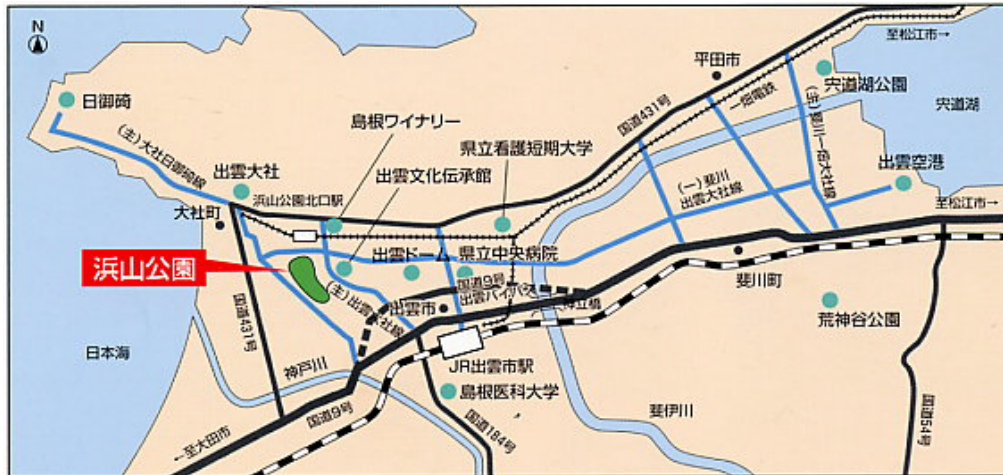 N
至松江市→
平田市
宍道湖公園
一畑電鉄
国道431号
宍道湖
日御碕
島根ワイナリー
(主)斐川一畑大社線
(主)大社日御碕線
県立看護短期大学
出雲大社
出雲文化伝承館
出雲空港
浜山公園北口駅
(一)斐川
出雲大社線
大社町
至松江市→
浜山公園
出雲ドーム
県立中央病院
国道9号
出雲バイパス
(主)出雲大社線
出雲市
斐川町
国道431号
荒神谷公園
日本海
神戸川
JR出雲市駅
島根医科大学
国道9号
斐伊川
国道184号
国道54号
←至大田市